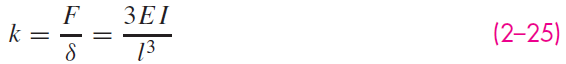 k = F/δ = 3EI/l³ (2–25)